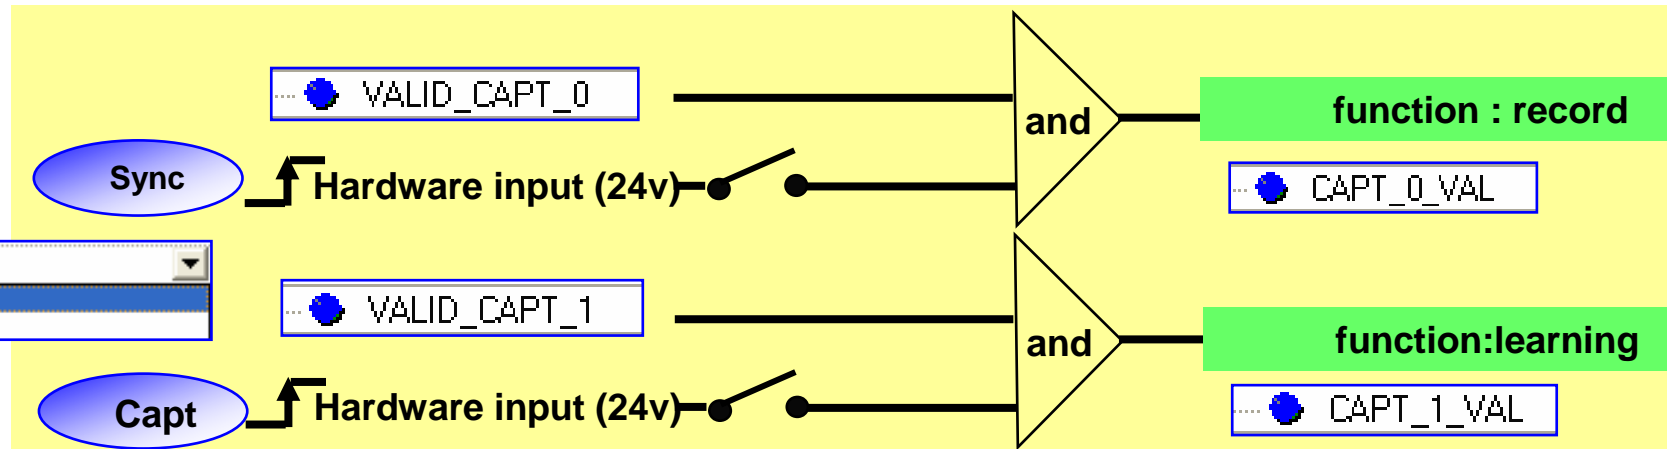 VALID_CAPT_0
and
function : record
Sync
Hardware input (24v)
CAPT_0_VAL
VALID_CAPT_1
and
function:learning
Capt
Hardware input (24v)
CAPT_1_VAL